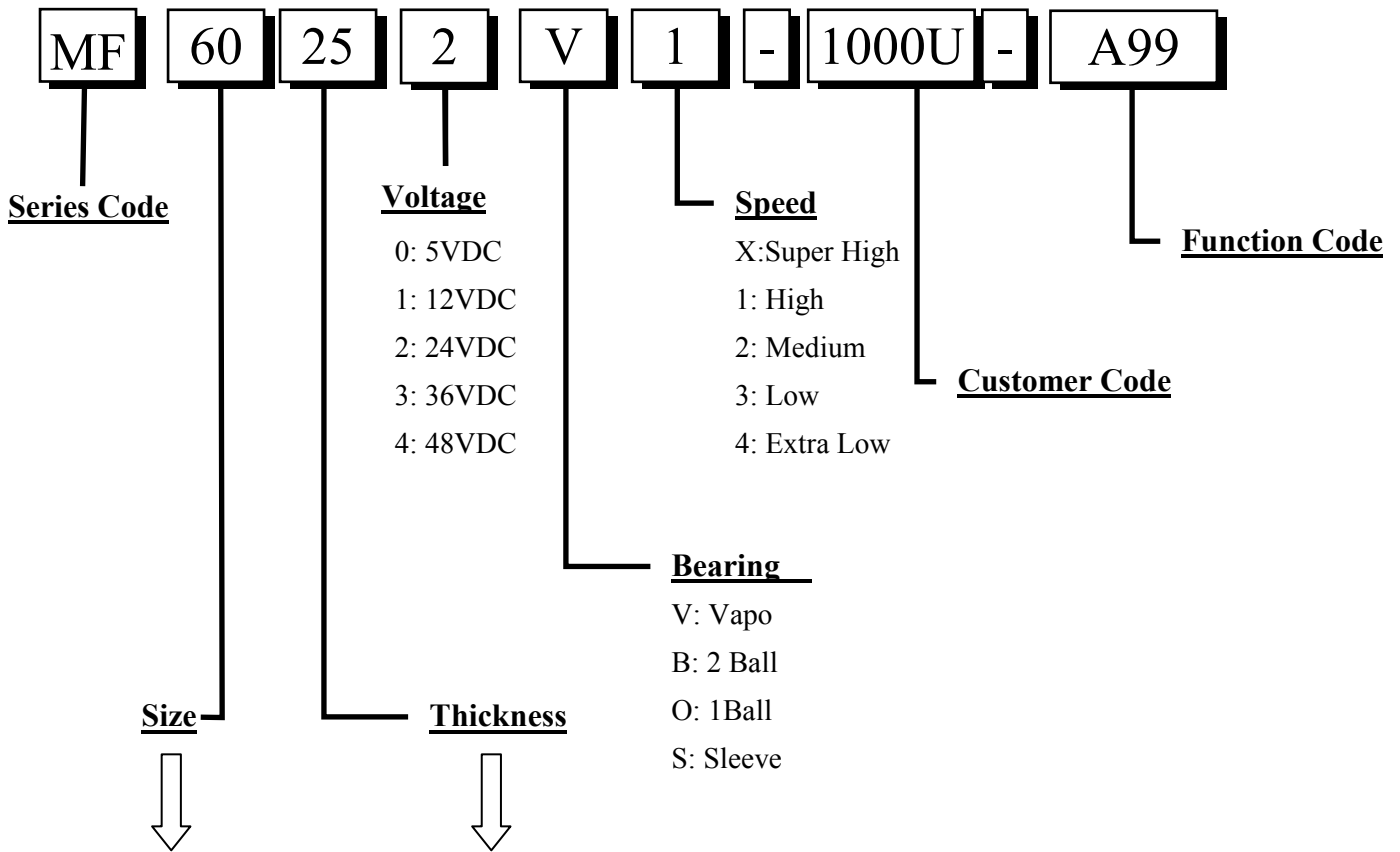 MF 60 25 2 V 1 - 1000U - A99
Series Code
Voltage
0: 5VDC
1: 12VDC
2: 24VDC
3: 36VDC
4: 48VDC
Speed
X:Super High
1: High
2: Medium
3: Low
4: Extra Low
Function Code
Customer Code
Bearing
V: Vapo
B: 2 Ball
O: 1Ball
S: Sleeve
Size
Thickness